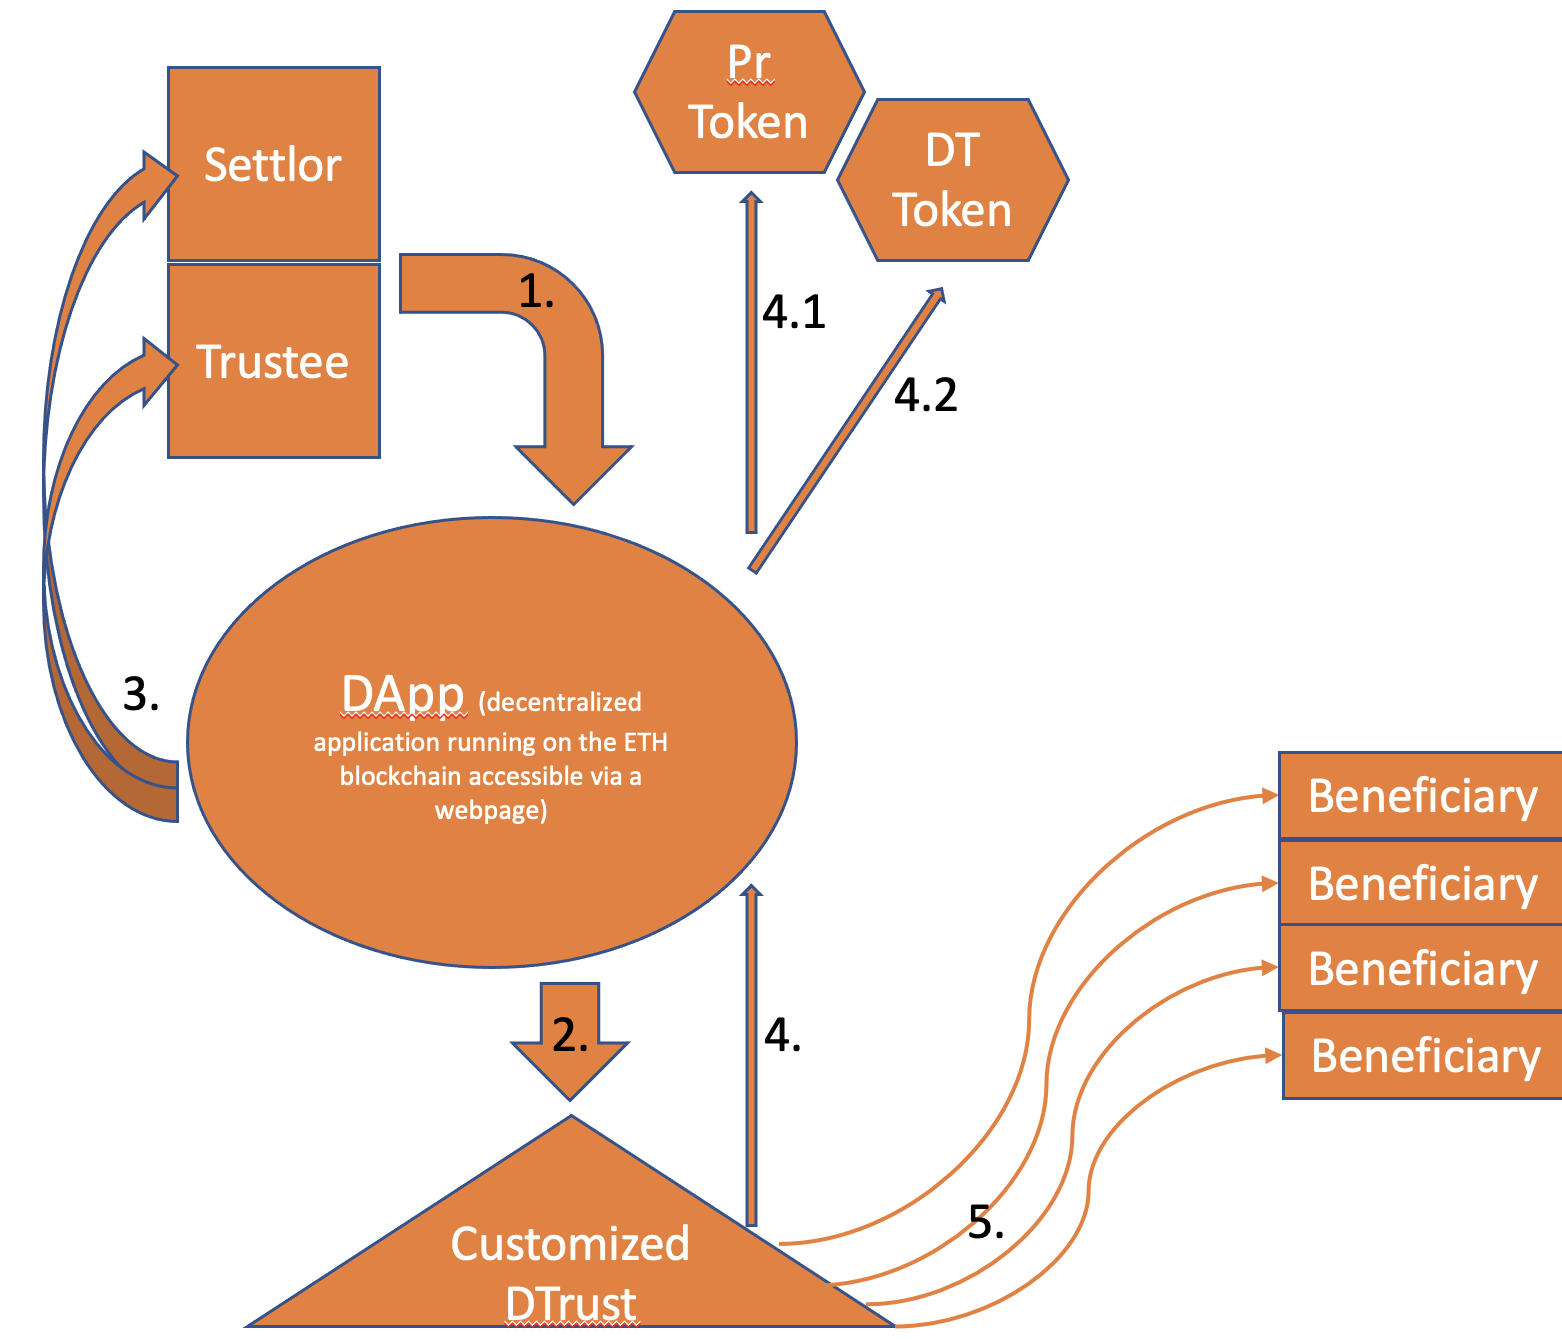 Pr
Token
DT
Token
Settlor
Trustee
1.
4.1
4.2
3.
DApp (decentralized
application running on the ETH
blockchain accessible via a
webpage)
2.
4.
Customized
DTrust
5.
Beneficiary
Beneficiary
Beneficiary
Beneficiary